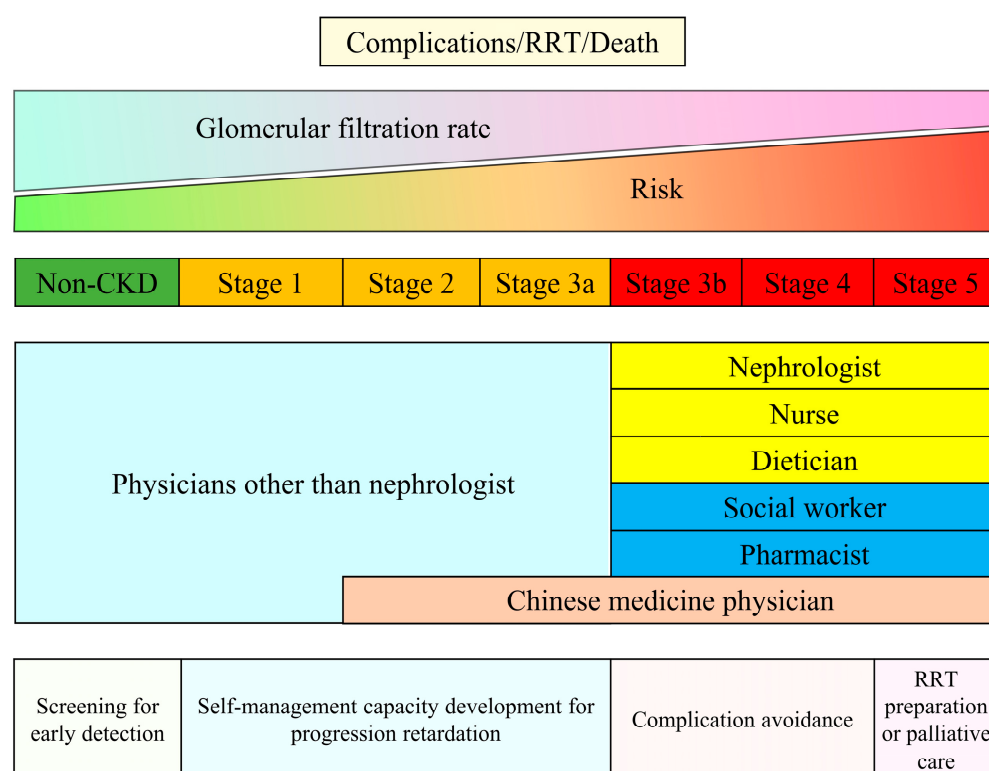 Complications/RRT/Death
Glomerular filtration rate
Risk
Non-CKD
Stage 1
Stage 2
Stage 3a
Stage 3b
Stage 4
Stage 5
Physicians other than nephrologist
Nephrologist
Nurse
Dietician
Social worker
Pharmacist
Chinese medicine physician
Screening for
early detection
Self-management capacity development for
progression retardation
Complication avoidance
RRT
preparation
or palliative
care